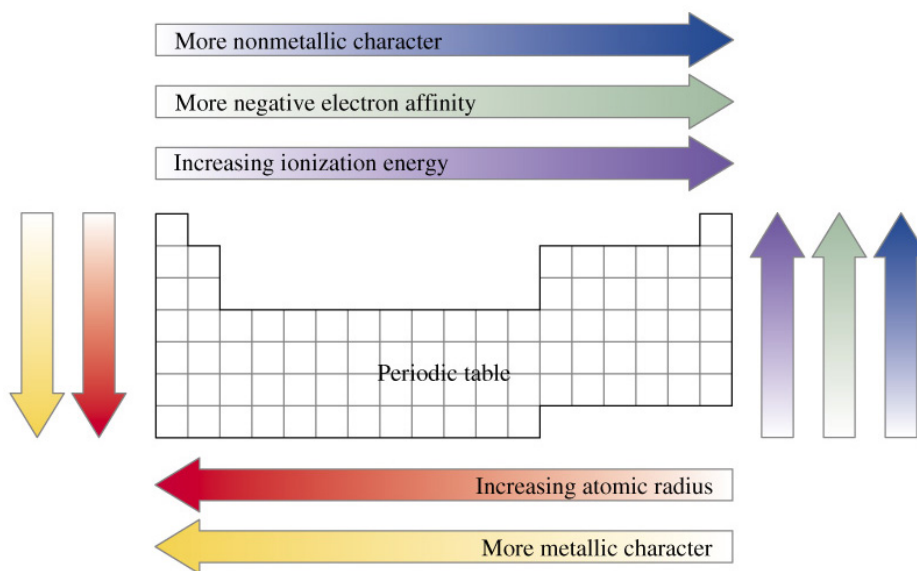 More nonmetallic character
More negative electron affinity
Increasing ionization energy
Periodic table
Increasing atomic radius
More metallic character